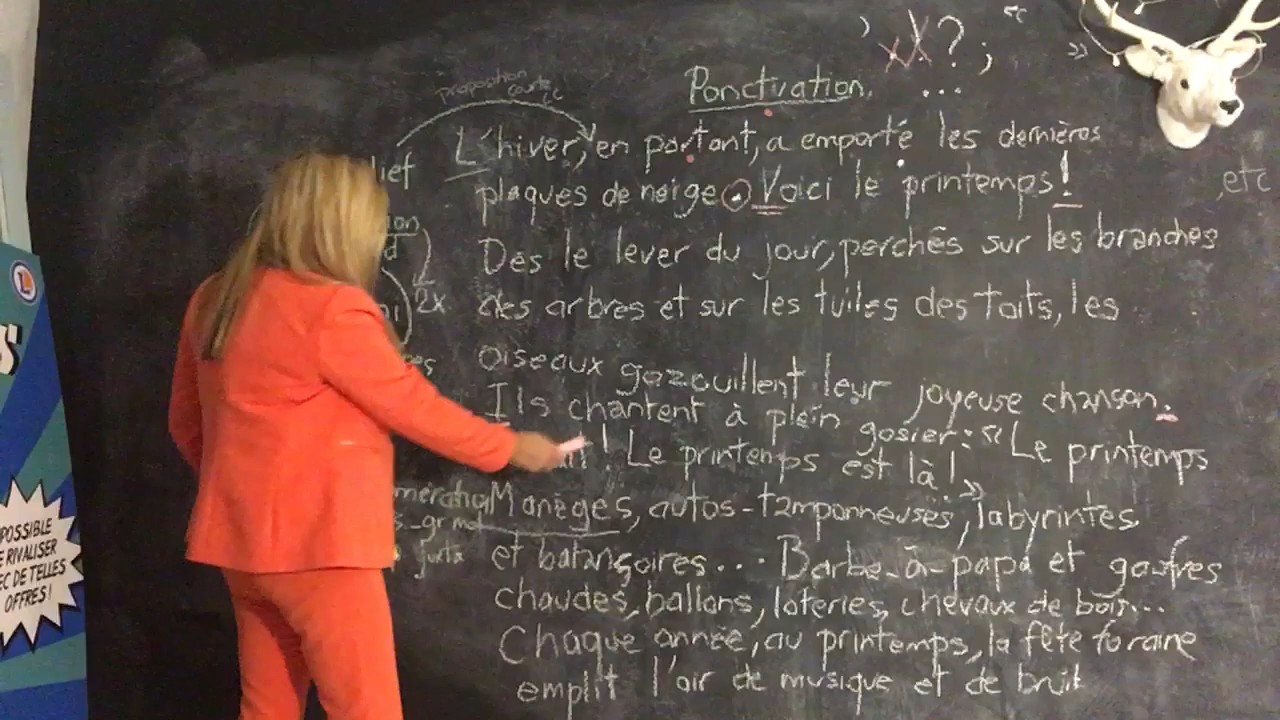 , XX ? ; «
... »
Ponctuation.
proposition
courte
L'hiver, en partant, a emporté les dernières
plaques de neige. Voici le printemps!
, etc
Dès le lever du jour, perchés sur les branches
2x
des arbres et sur les tuiles des toits, les
oiseaux gazouillent leur joyeuse chanson.
Ils chantent à plein gosier: « Le printemps
! Le printemps est là! »
Manèges, autos-tamponneuses, labyrintes
juxta
et balançoires... Barbe-à-papa et gaufres
chaudes, ballons, loteries, chevaux de bois...
Chaque année, au printemps, la fête foraine
emplit l'air de musique et de bruit
POSSIBLE
E RIVALISER
EC DE TELLES
OFFRES!